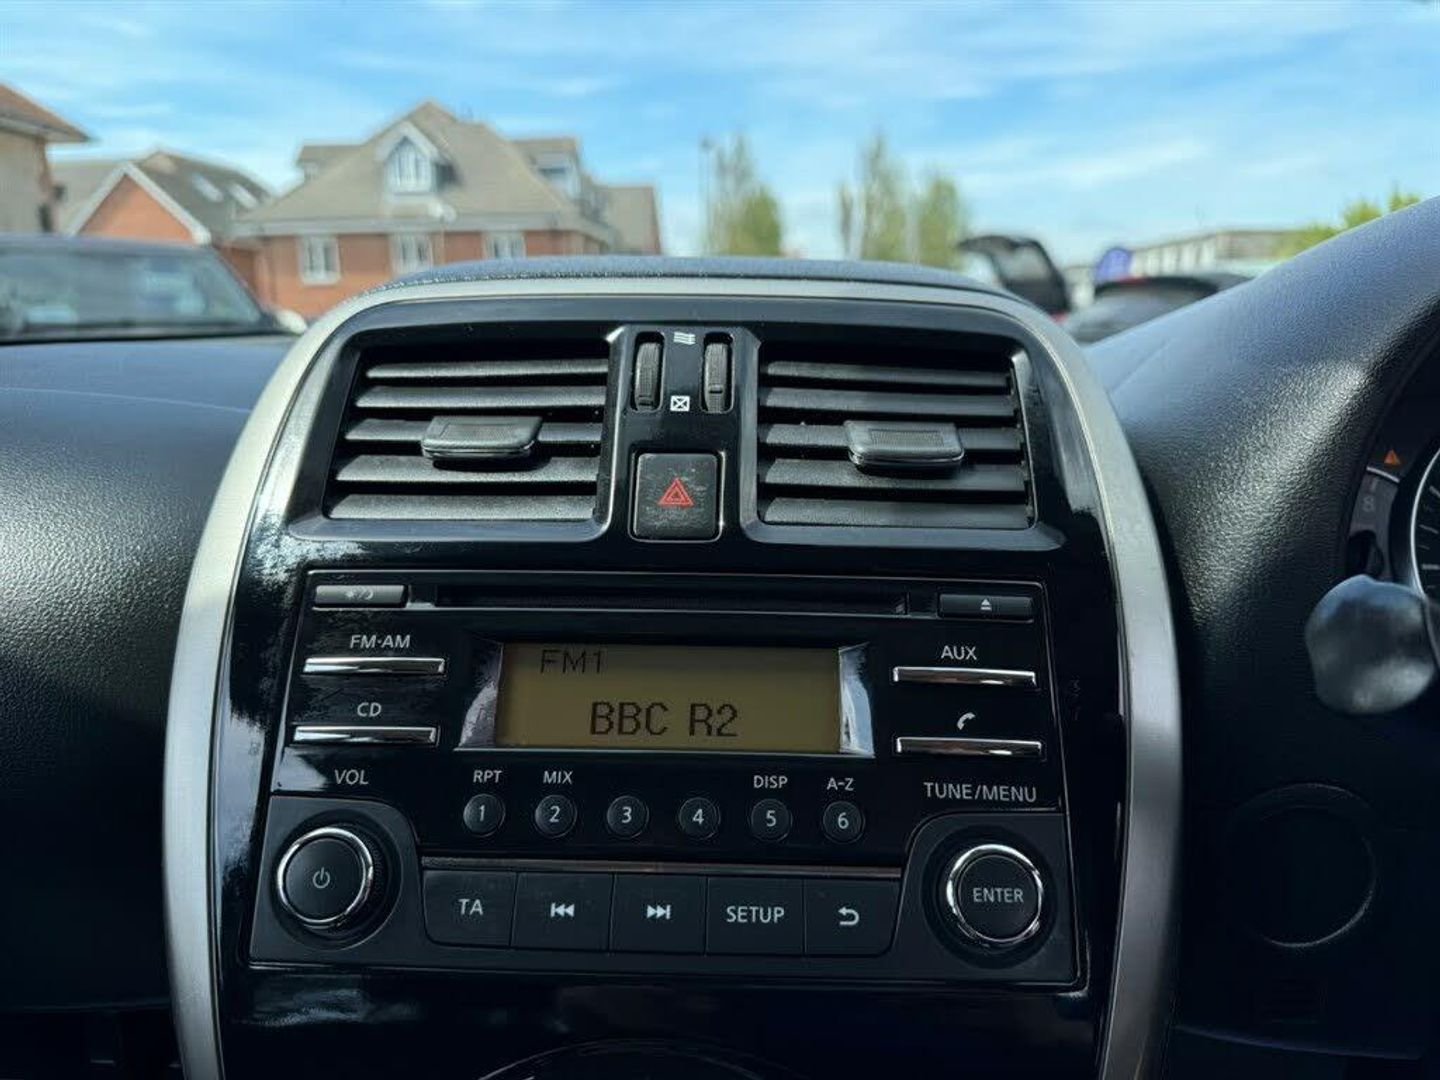 FM·AM
AUX
FM1
BBC R2
CD
VOL
RPT
MIX
DISP
A-Z
TUNE/MENU
1
2
3
4
5
6
TA
SETUP
ENTER